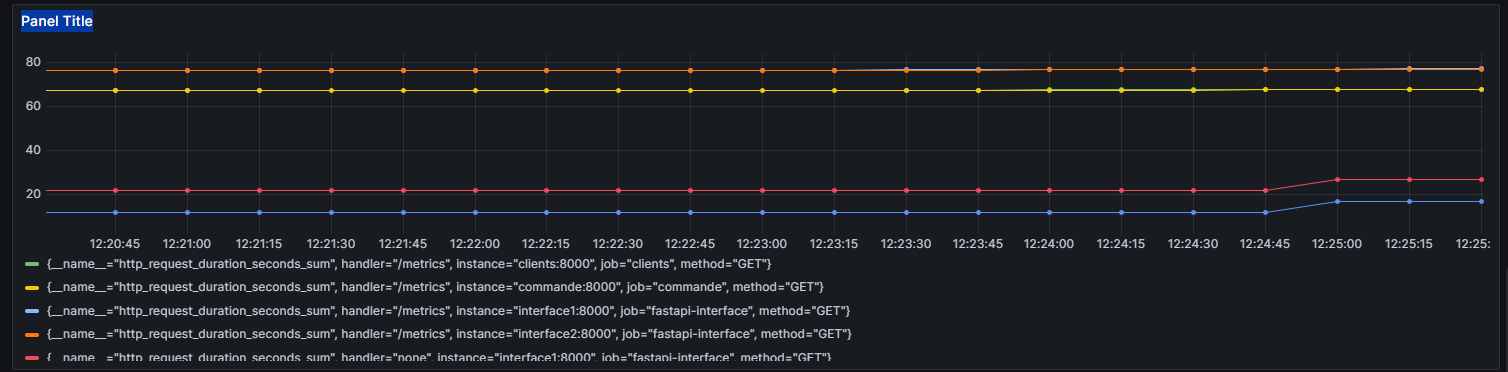 Panel Title
80
60
40
20
12:20:45 12:21:00 12:21:15 12:21:30 12:21:45 12:22:00 12:22:15 12:22:30 12:22:45 12:23:00 12:23:15 12:23:30 12:23:45 12:24:00 12:24:15 12:24:30 12:24:45 12:25:00 12:25:15 12:25:
{__name__="http_request_duration_seconds_sum", handler="/metrics", instance="clients:8000", job="clients", method="GET"}
{__name__="http_request_duration_seconds_sum", handler="/metrics", instance="commande:8000", job="commande", method="GET"}
{__name__="http_request_duration_seconds_sum", handler="/metrics", instance="interface1:8000", job="fastapi-interface", method="GET"}
{__name__="http_request_duration_seconds_sum", handler="/metrics", instance="interface2:8000", job="fastapi-interface", method="GET"}
{__name__="http_request_duration_seconds_sum", handler="none", instance="interface1:8000", job="fastapi-interface", method="GET"}